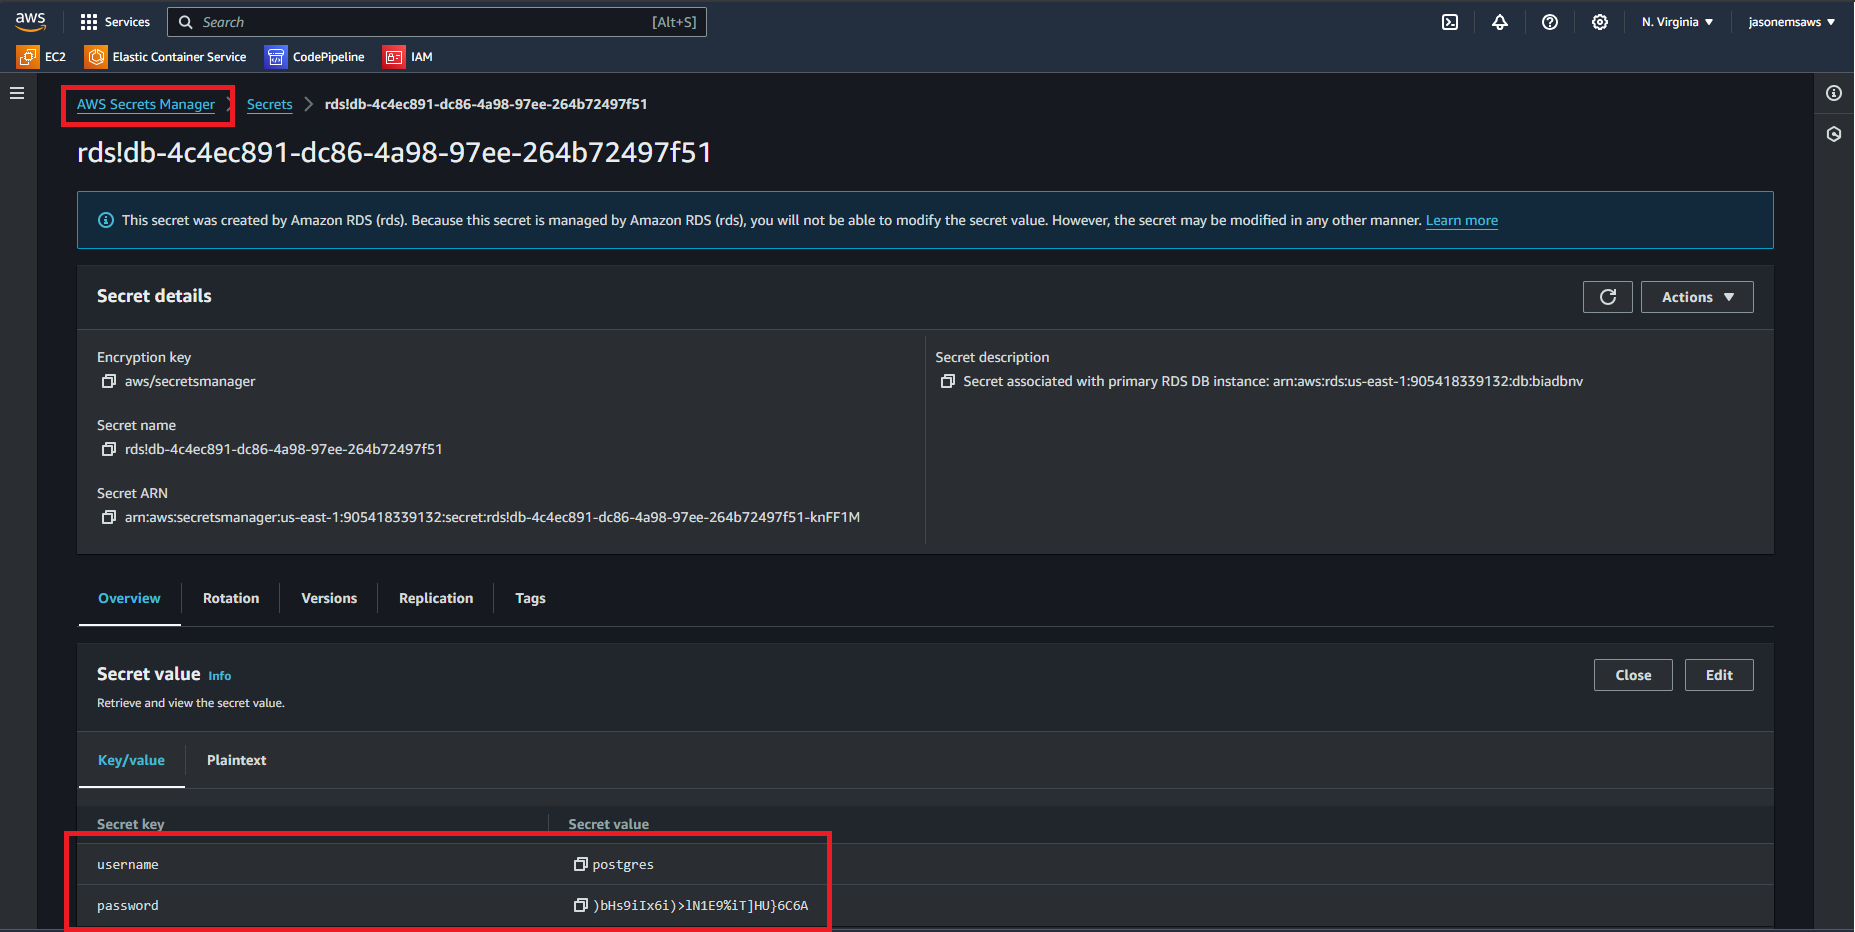 aws Services Search [Alt+S] N. Virginia jasonemsaws
EC2 Elastic Container Service CodePipeline IAM
AWS Secrets Manager Secrets rds!db-4c4ec891-dc86-4a98-97ee-264b72497f51
rds!db-4c4ec891-dc86-4a98-97ee-264b72497f51
This secret was created by Amazon RDS (rds). Because this secret is managed by Amazon RDS (rds), you will not be able to modify the secret value. However, the secret may be modified in any other manner. Learn more
Secret details Actions
Encryption key
aws/secretsmanager
Secret description
Secret associated with primary RDS DB instance: arn:aws:rds:us-east-1:905418339132:db:biadbnv
Secret name
rds!db-4c4ec891-dc86-4a98-97ee-264b72497f51
Secret ARN
arn:aws:secretsmanager:us-east-1:905418339132:secret:rds!db-4c4ec891-dc86-4a98-97ee-264b72497f51-knFF1M
Overview Rotation Versions Replication Tags
Secret value Info Close Edit
Retrieve and view the secret value.
Key/value Plaintext
Secret key Secret value
username postgres
password )bHs9iIx6i)>lN1E9%iT]HU}6C6A